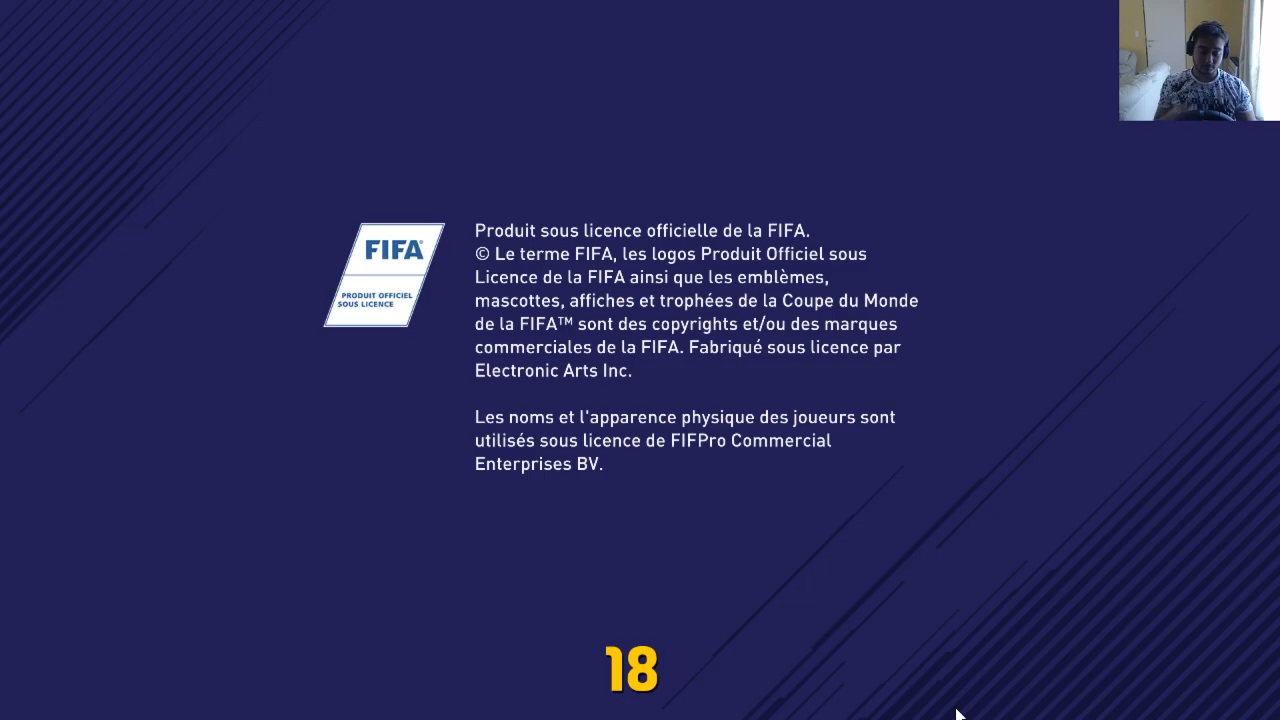 FIFA
PRODUIT OFFICIEL
SOUS LICENCE
Produit sous licence officielle de la FIFA.
© Le terme FIFA, les logos Produit Officiel sous
Licence de la FIFA ainsi que les emblèmes,
mascottes, affiches et trophées de la Coupe du Monde
de la FIFA™ sont des copyrights et/ou des marques
commerciales de la FIFA. Fabriqué sous licence par
Electronic Arts Inc.
Les noms et l'apparence physique des joueurs sont
utilisés sous licence de FIFPro Commercial
Enterprises BV.
18